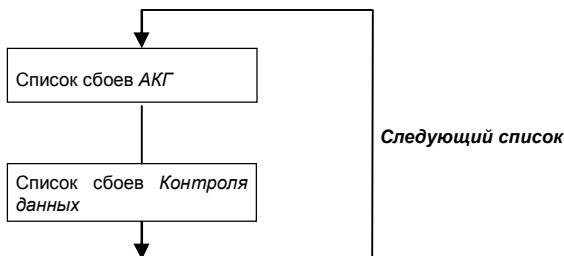 Список сбоев АКГ
Следующий список
Список сбоев Контроля
данных